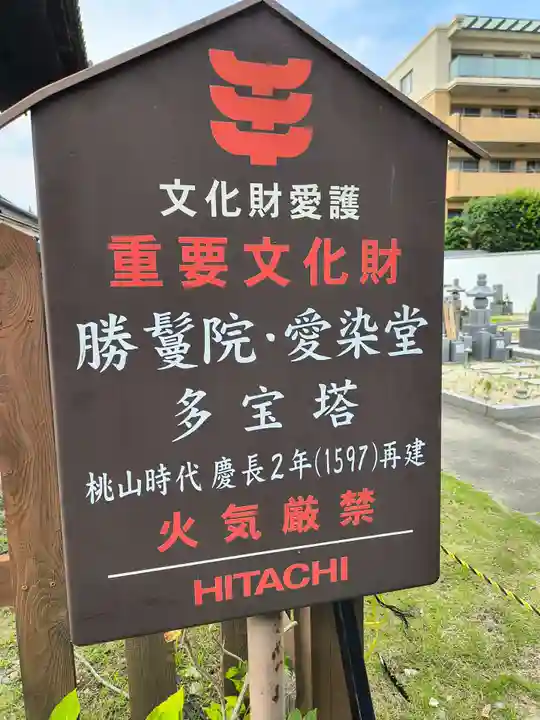 文化財愛護
重要文化財
勝鬘院・愛染堂
多宝塔
桃山時代 慶長2年(1597)再建
火気厳禁
HITACHI